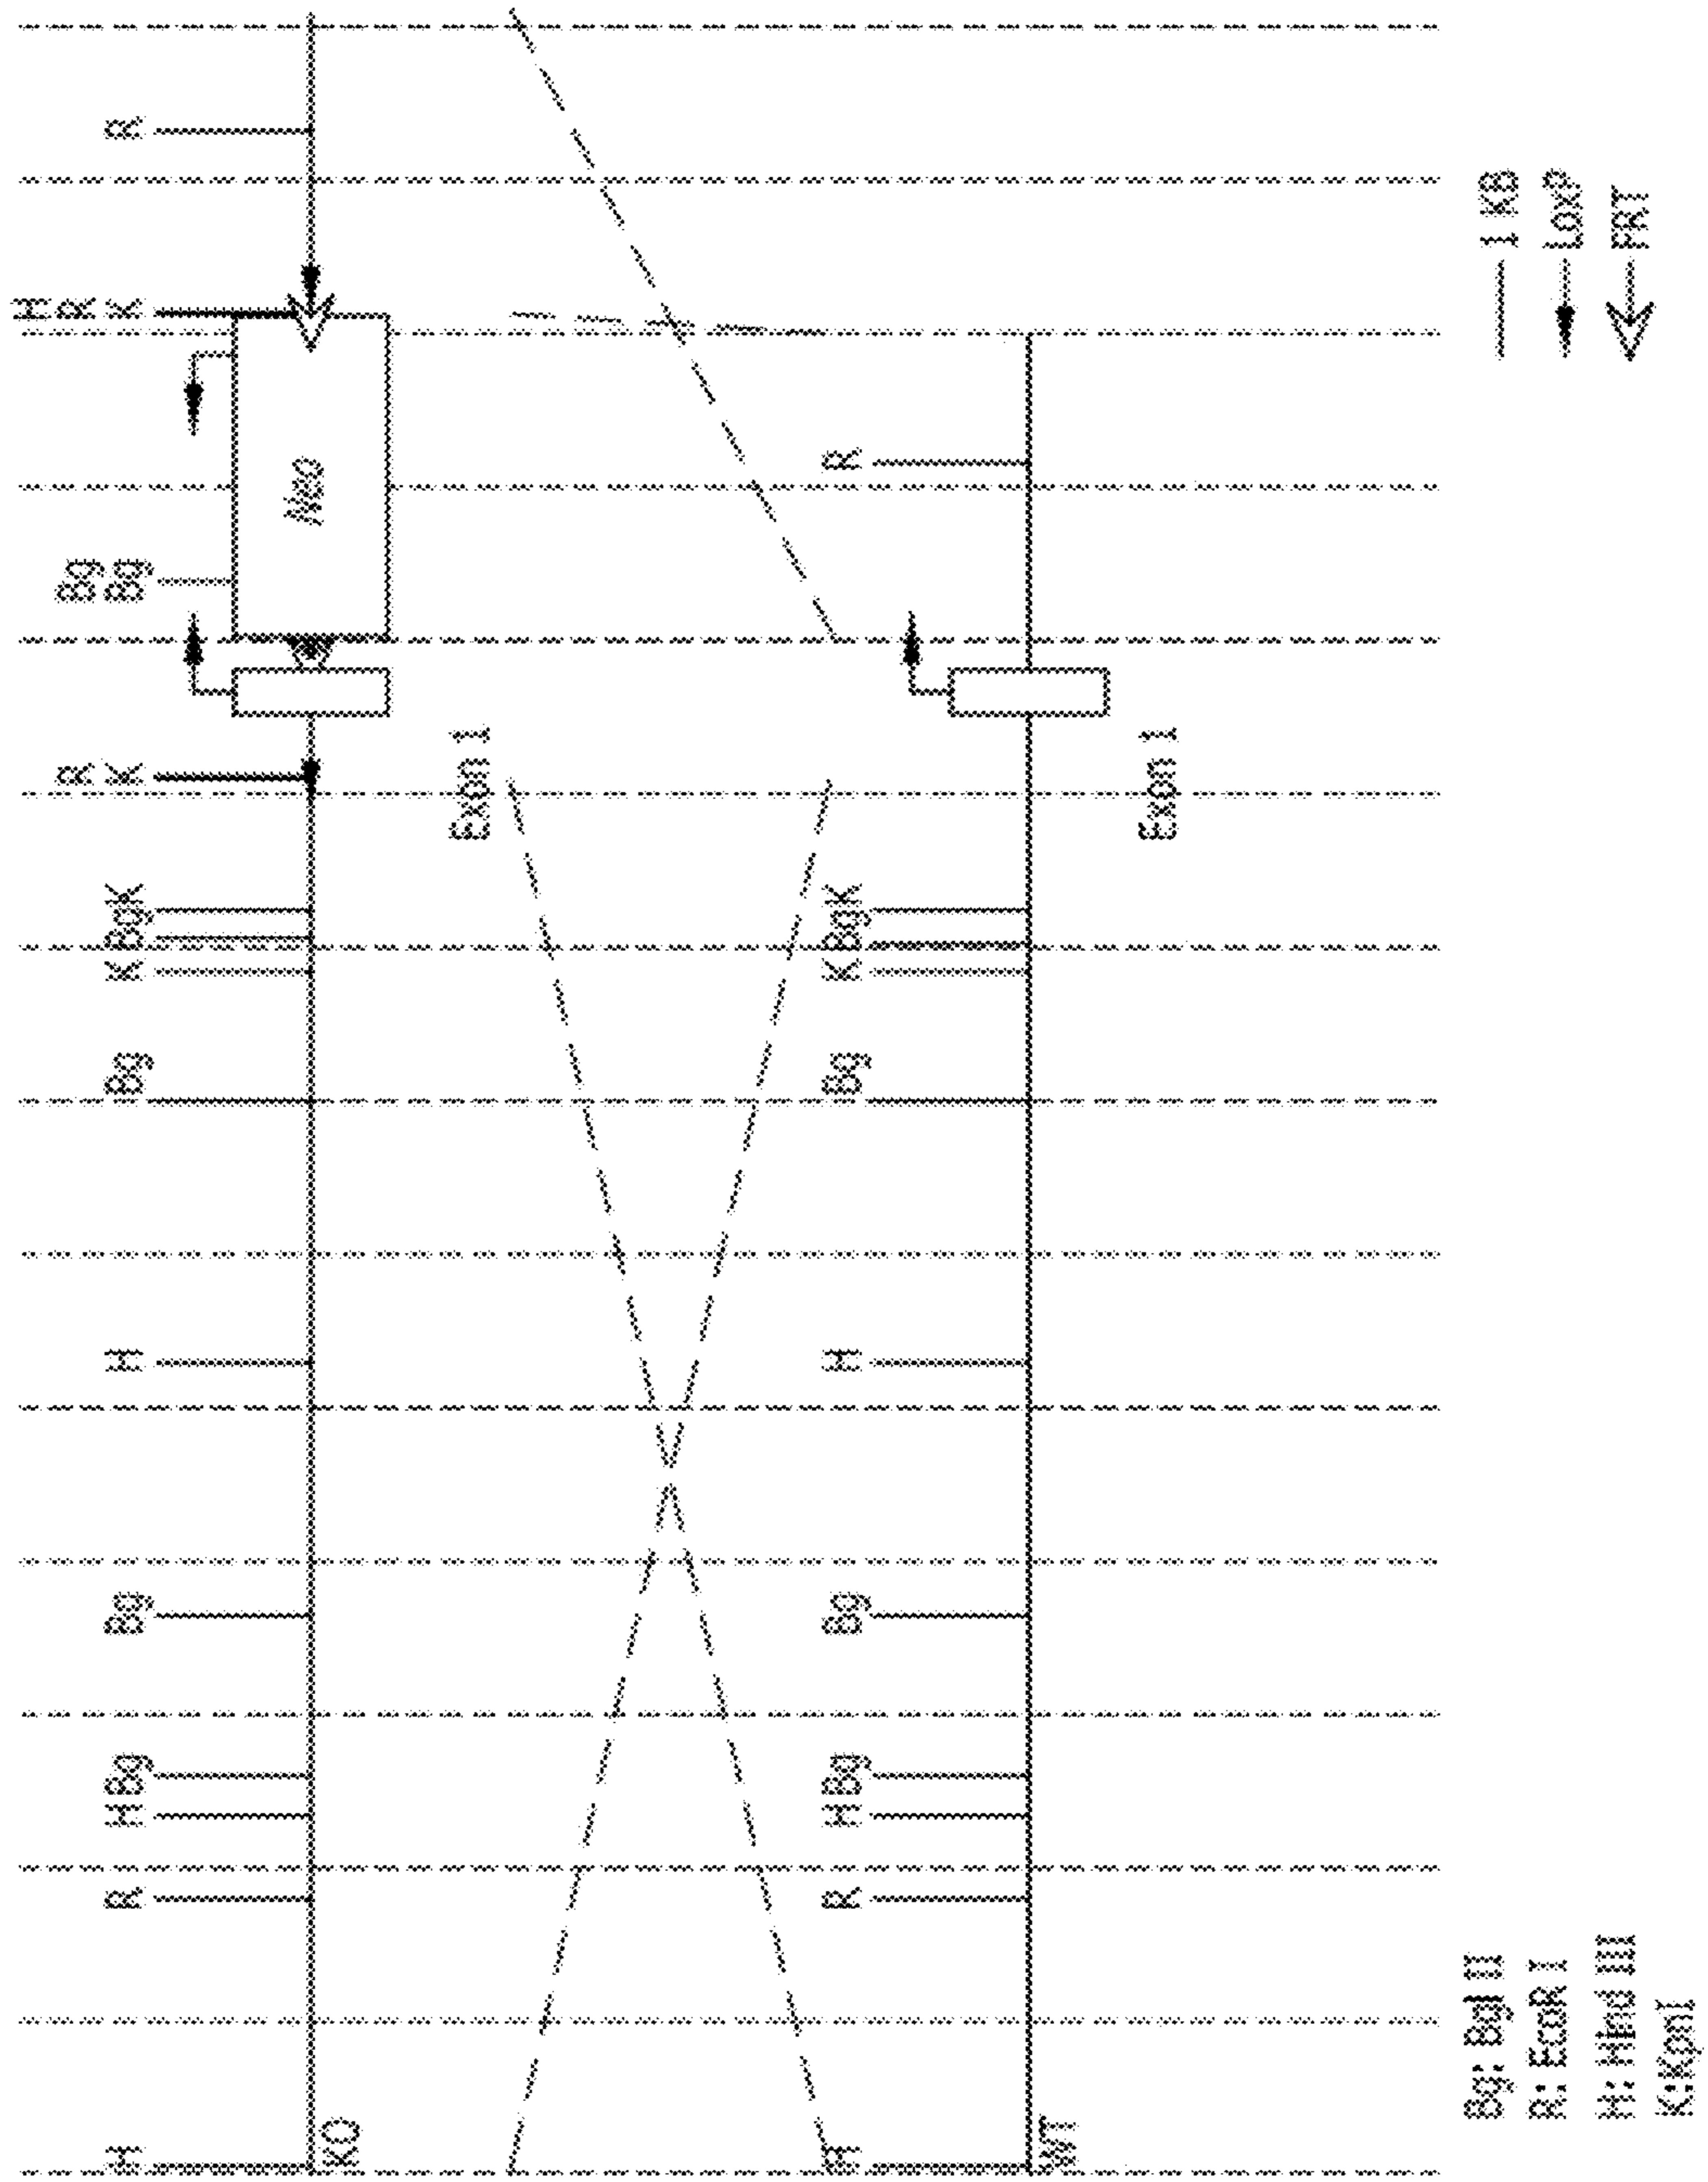 H
R
H Bg
Bg
H
Bg
K Bg K
R
K
Bg
Bg
H
R
K
R
KO
Neo
Exon 1
H
R
H Bg
Bg
H
Bg
K Bg K
R
WT
Exon 1
Bg: Bgl II
R: EcoR I
H: Hind III
K:KpnI
1 KB
LoxP
FRT